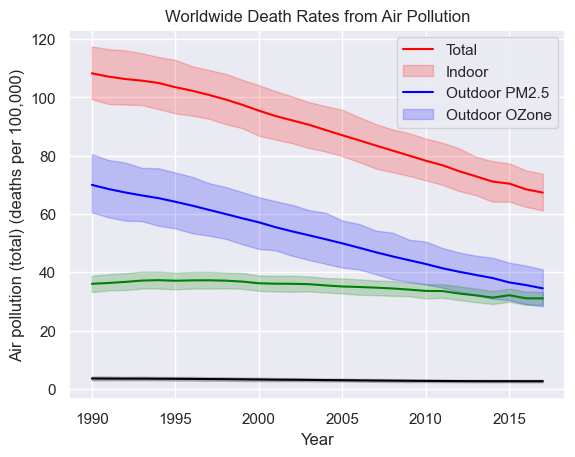 Worldwide Death Rates from Air Pollution
Air pollution (total) (deaths per 100,000)
120
100
80
60
40
20
0
Total
Indoor
Outdoor PM2.5
Outdoor OZone
1990
1995
2000
2005
2010
2015
Year